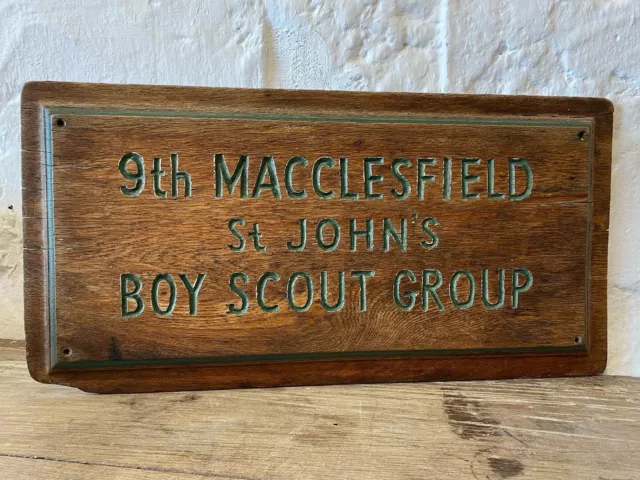 9th MACCLESFIELD
St JOHN'S
BOY SCOUT GROUP